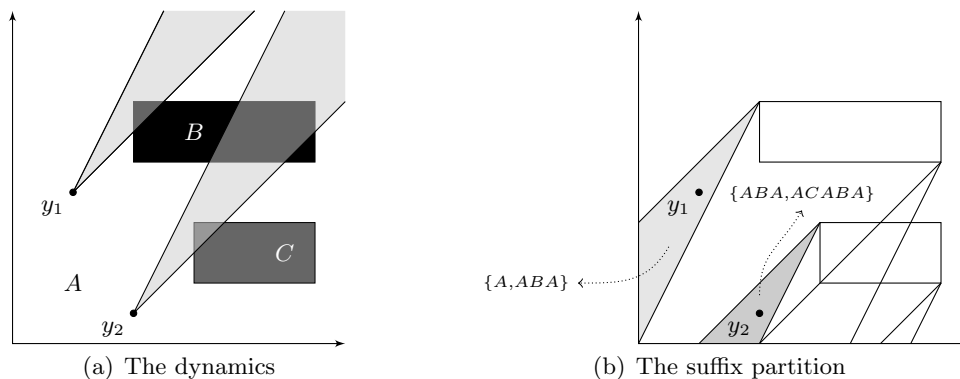 B
y₁
C
A
y₂
(a) The dynamics
y₁
{ABA,ACABA}
{A,ABA}
y₂
(b) The suffix partition